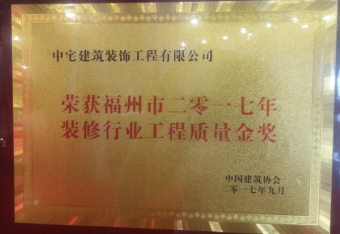 中宅建筑装饰工程有限公司
荣获福州市二零一七年
装修行业工程质量金奖
中国建筑协会
二零一七年九月